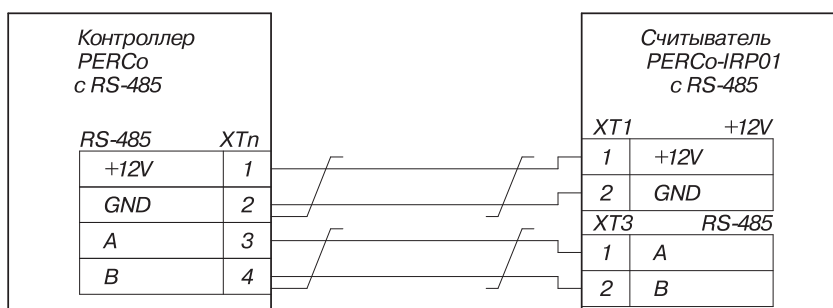 Контроллер
PERCo
с RS-485
RS-485 XTn
+12V 1
GND 2
A 3
B 4
Считыватель
PERCo-IRP01
с RS-485
XT1 +12V
1 +12V
2 GND
XT3 RS-485
1 A
2 B